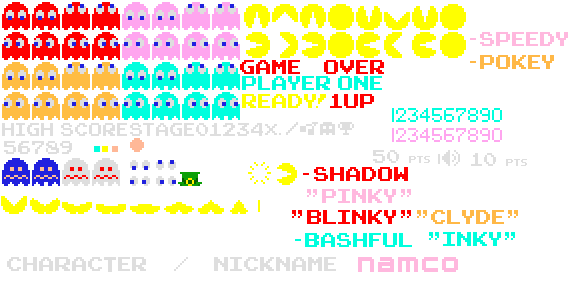 -SPEEDY
-POKEY
GAME OVER
PLAYER ONE
READY! 1UP
1234567890
HIGH SCORESTAGE01234X./-
1234567890
56789
50 PTS 10 PTS
-SHADOW
"PINKY"
"BLINKY" "CLYDE"
-BASHFUL "INKY"
CHARACTER / NICKNAME namco